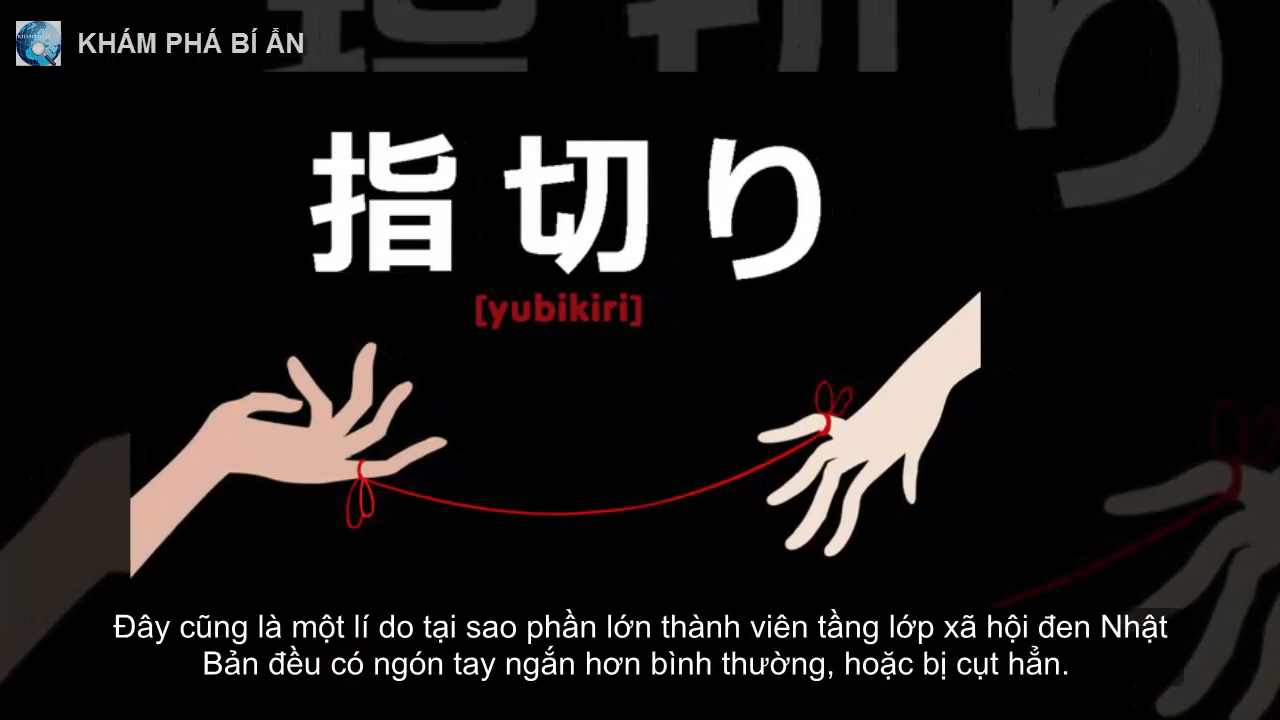 KHÁM PHÁ BÍ ẨN
指切り
[yubikiri]
Đây cũng là một lí do tại sao phần lớn thành viên tầng lớp xã hội đen Nhật
Bản đều có ngón tay ngắn hơn bình thường, hoặc bị cụt hẳn.